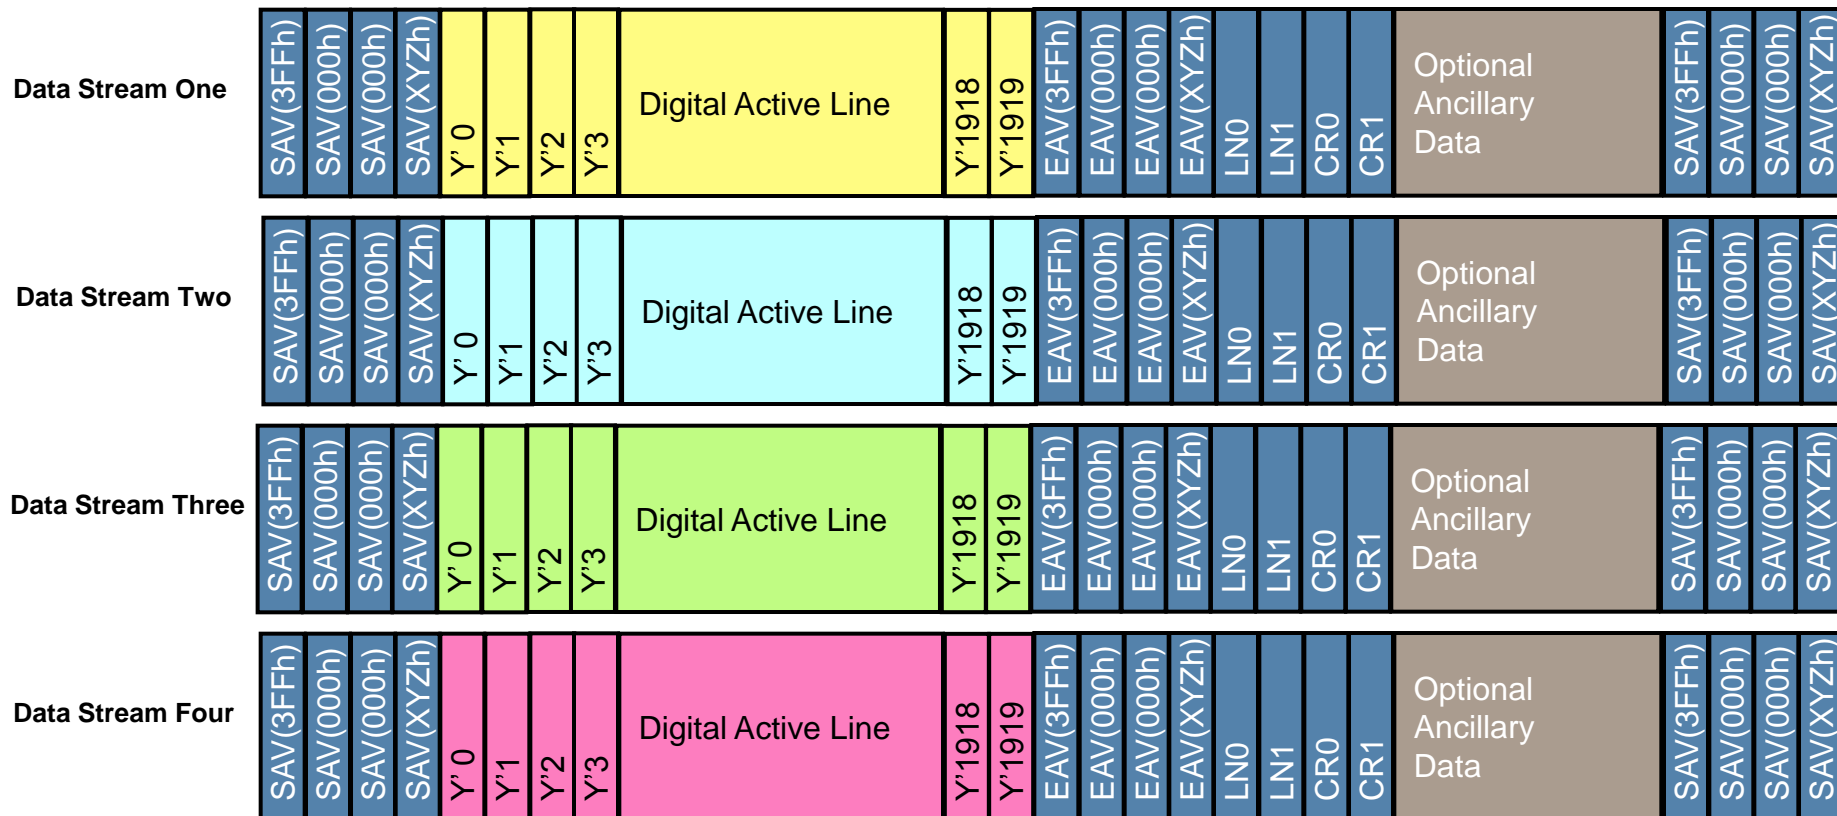 Data Stream One
SAV(3FFh)
SAV(000h)
SAV(000h)
SAV(XYZh)
Y' 0
Y'1
Y'2
Y'3
Digital Active Line
Y'1918
Y'1919
EAV(3FFh)
EAV(000h)
EAV(000h)
EAV(XYZh)
LN0
LN1
CR0
CR1
Optional
Ancillary
Data
SAV(3FFh)
SAV(000h)
SAV(000h)
SAV(XYZh)
Data Stream Two
SAV(3FFh)
SAV(000h)
SAV(000h)
SAV(XYZh)
Y' 0
Y'1
Y'2
Y'3
Digital Active Line
Y'1918
Y'1919
EAV(3FFh)
EAV(000h)
EAV(000h)
EAV(XYZh)
LN0
LN1
CR0
CR1
Optional
Ancillary
Data
SAV(3FFh)
SAV(000h)
SAV(000h)
SAV(XYZh)
Data Stream Three
SAV(3FFh)
SAV(000h)
SAV(000h)
SAV(XYZh)
Y' 0
Y'1
Y'2
Y'3
Digital Active Line
Y'1918
Y'1919
EAV(3FFh)
EAV(000h)
EAV(000h)
EAV(XYZh)
LN0
LN1
CR0
CR1
Optional
Ancillary
Data
SAV(3FFh)
SAV(000h)
SAV(000h)
SAV(XYZh)
Data Stream Four
SAV(3FFh)
SAV(000h)
SAV(000h)
SAV(XYZh)
Y' 0
Y'1
Y'2
Y'3
Digital Active Line
Y'1918
Y'1919
EAV(3FFh)
EAV(000h)
EAV(000h)
EAV(XYZh)
LN0
LN1
CR0
CR1
Optional
Ancillary
Data
SAV(3FFh)
SAV(000h)
SAV(000h)
SAV(XYZh)